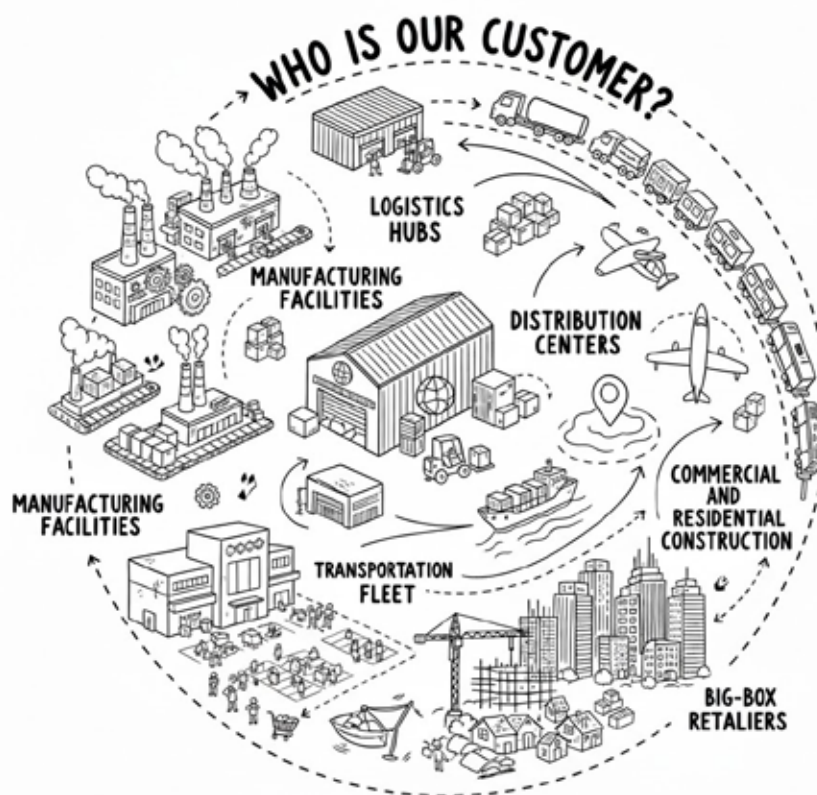 WHO IS OUR CUSTOMER?
LOGISTICS
HUBS
MANUFACTURING
FACILITIES
DISTRIBUTION
CENTERS
MANUFACTURING
FACILITIES
COMMERCIAL
AND
RESIDENTIAL
CONSTRUCTION
TRANSPORTATION
FLEET
BIG-BOX
RETALIERS